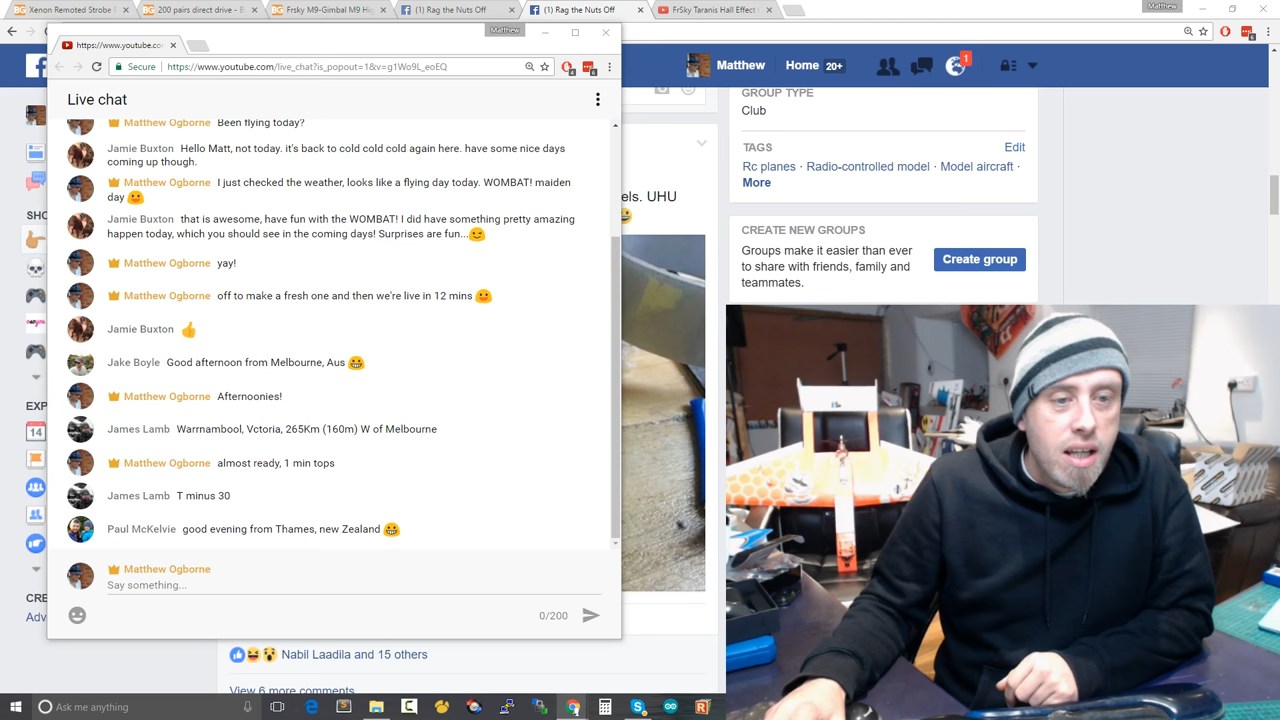 Xenon Remoted Strobe
200 pairs direct drive -
Frsky M9-Gimbal M9 Hi
(1) Rag the Nuts Off
(1) Rag the Nuts Off
FrSky Taranis Hall Effect
Matthew
Matthew
https://www.youtube.co
Secure https://www.youtube.com/live_chat?is_popout=1&v=g1Wo9L_eoEQ
Matthew Home 20+
1
Live chat
Matthew Ogborne Been flying today?
Jamie Buxton Hello Matt, not today. it's back to cold cold cold again here. have some nice days
coming up though.
Matthew Ogborne I just checked the weather, looks like a flying day today. WOMBAT! maiden
day
Jamie Buxton that is awesome, have fun with the WOMBAT! I did have something pretty amazing
happen today, which you should see in the coming days! Surprises are fun...
Matthew Ogborne yay!
Matthew Ogborne off to make a fresh one and then we're live in 12 mins
Jamie Buxton
Jake Boyle Good afternoon from Melbourne, Aus
Matthew Ogborne Afternoonies!
James Lamb Warrnambool, Vctoria, 265Km (160m) W of Melbourne
Matthew Ogborne almost ready, 1 min tops
James Lamb T minus 30
Paul McKelvie good evening from Thames, new Zealand
Matthew Ogborne
Say something...
0/200
SHO
EXP
14
CRE
Adv
els. UHU
Nabil Laadila and 15 others
View 6 more comments
GROUP TYPE
Club
TAGS
Edit
Rc planes · Radio-controlled model · Model aircraft ·
More
CREATE NEW GROUPS
Groups make it easier than ever
to share with friends, family and
teammates.
Create group
Ask me anything